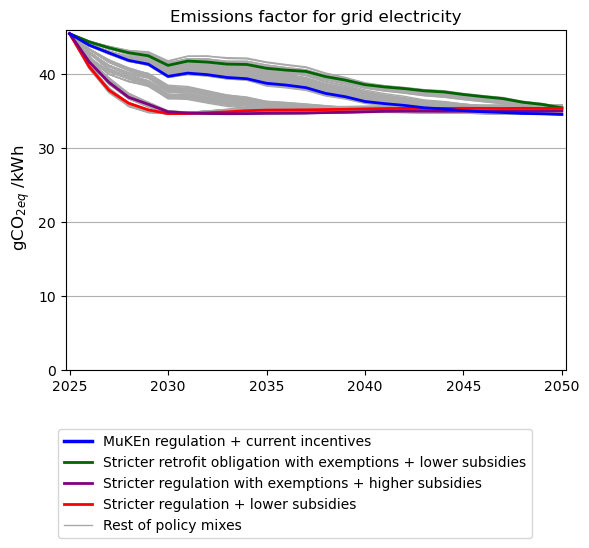 Emissions factor for grid electricity
gCO2eq /kWh
40
30
20
10
0
2025 2030 2035 2040 2045 2050
MuKEn regulation + current incentives
Stricter retrofit obligation with exemptions + lower subsidies
Stricter regulation with exemptions + higher subsidies
Stricter regulation + lower subsidies
Rest of policy mixes